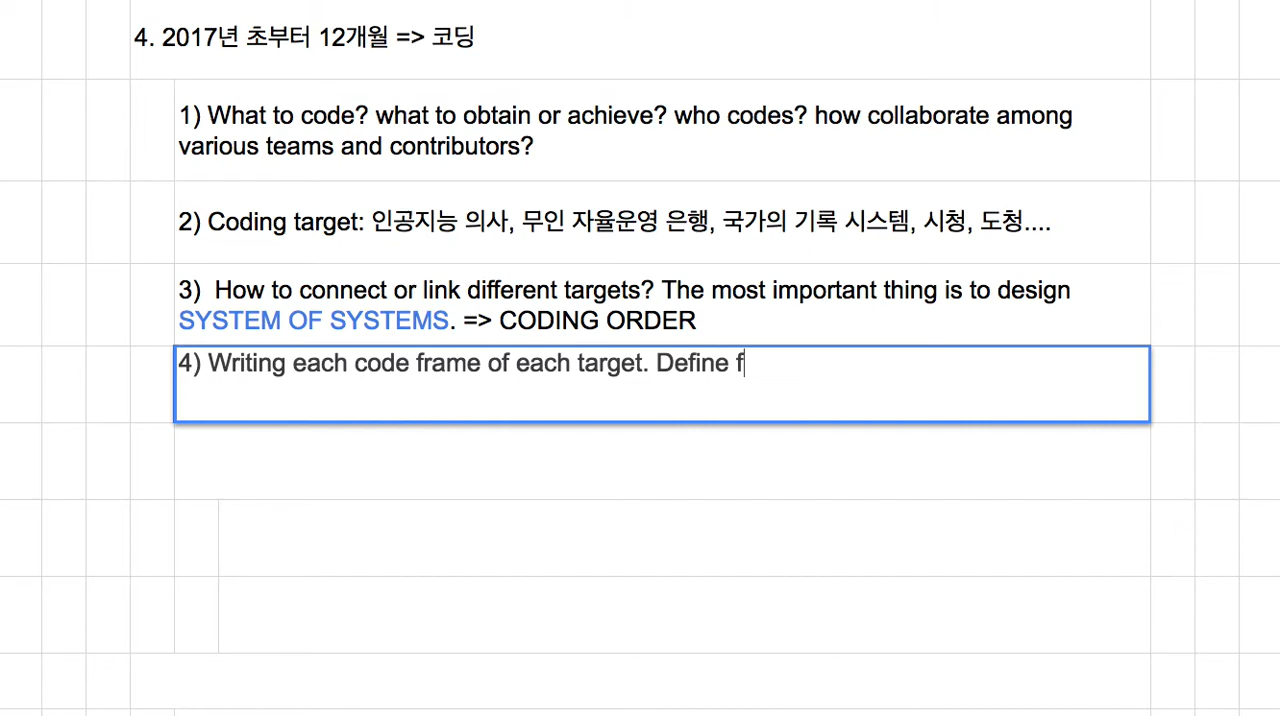 4. 2017년 초부터 12개월 => 코딩
1) What to code? what to obtain or achieve? who codes? how collaborate among
various teams and contributors?
2) Coding target: 인공지능 의사, 무인 자율운영 은행, 국가의 기록 시스템, 시청, 도청....
3)  How to connect or link different targets? The most important thing is to design
SYSTEM OF SYSTEMS. => CODING ORDER
4) Writing each code frame of each target. Define f